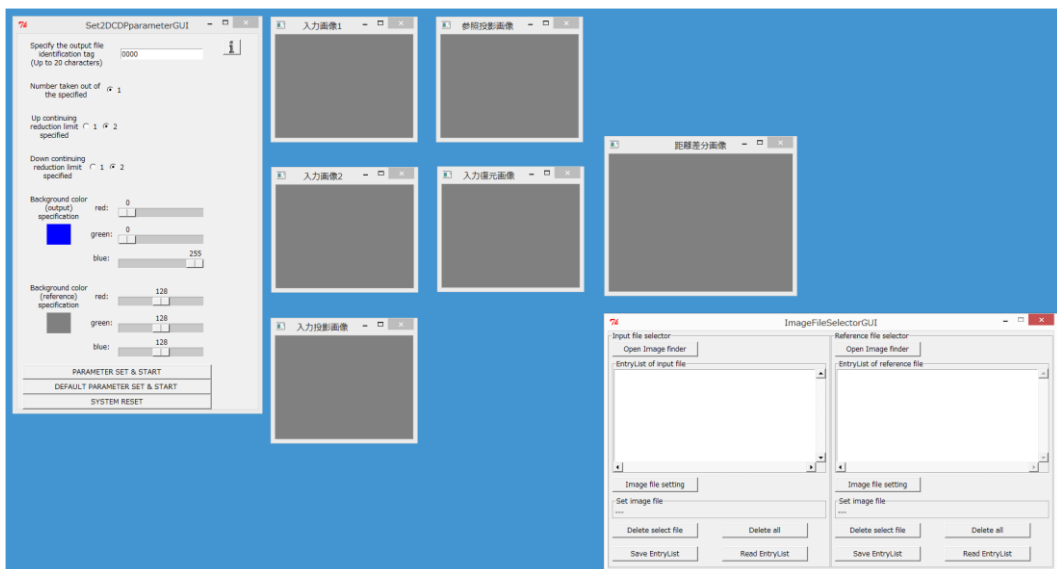 Set2DCDPparameterGUI
Specify the output file
identification tag
(Up to 20 characters)
0000
i
Number taken out of
the specified
1
Up continuing
reduction limit
specified
1 2
Down continuing
reduction limit
specified
1 2
Background color
(output)
specification
red:
0
green:
0
blue:
255
Background color
(reference)
specification
red:
128
green:
128
blue:
128
PARAMETER SET & START
DEFAULT PARAMETER SET & START
SYSTEM RESET
入力画像1
参照投影画像
入力画像2
入力復元画像
入力投影画像
距離差分画像
ImageFileSelectorGUI
Input file selector
Open Image finder
EntryList of input file
Image file setting
Set image file
---
Delete select file
Delete all
Save EntryList
Read EntryList
Reference file selector
Open Image finder
EntryList of reference file
Image file setting
Set image file
---
Delete select file
Delete all
Save EntryList
Read EntryList